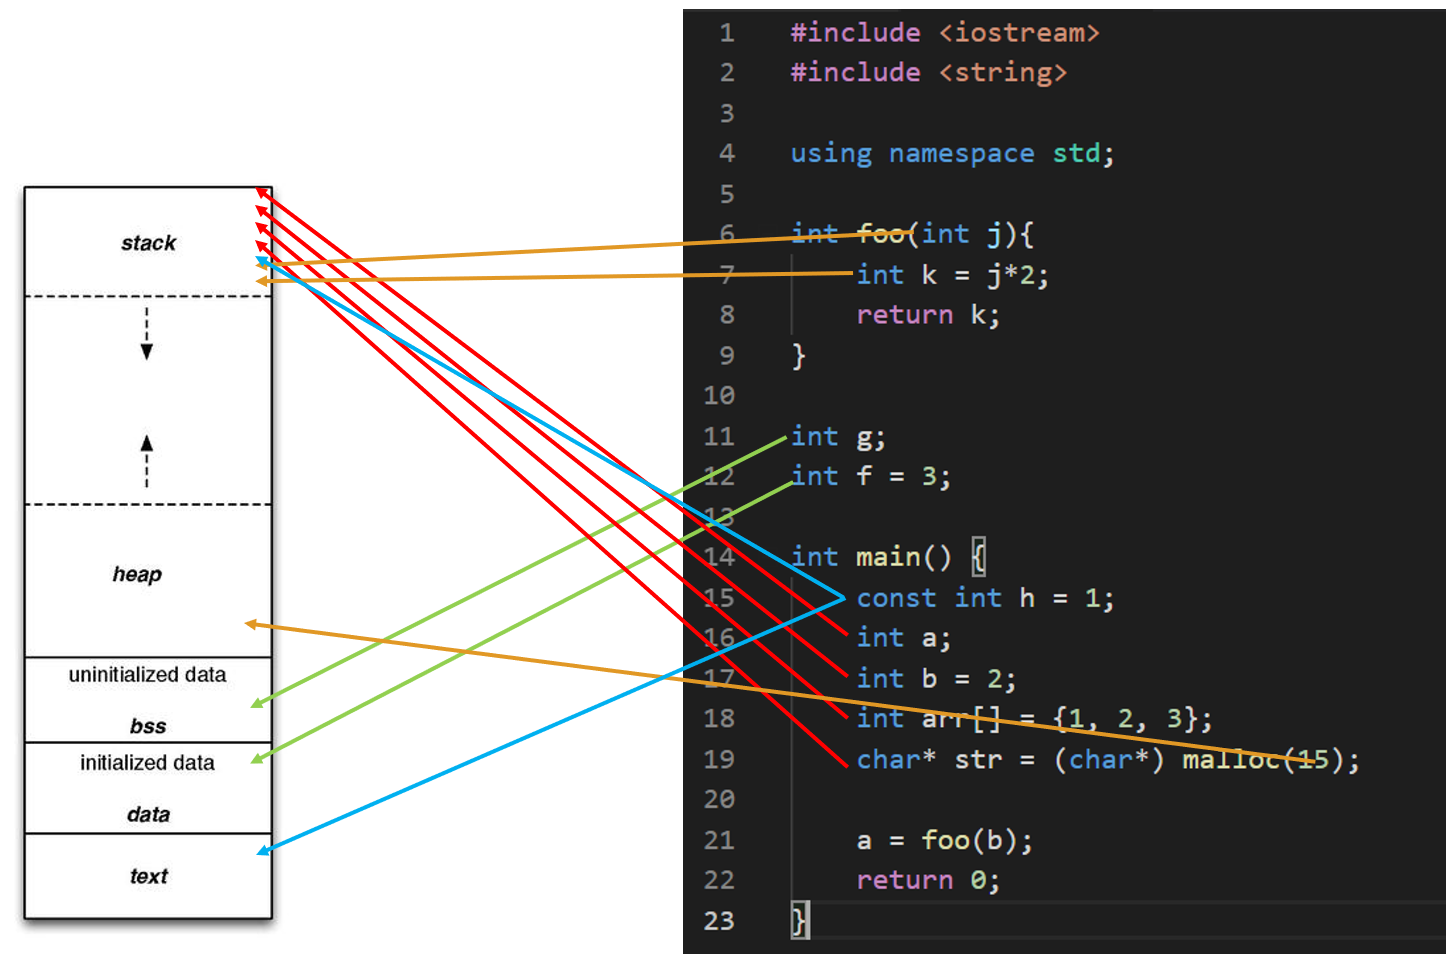 stack
heap
uninitialized data
bss
initialized data
data
text
1 #include <iostream>
2 #include <string>
3
4 using namespace std;
5
6 int foo(int j){
7 int k = j*2;
8 return k;
9 }
10
11 int g;
12 int f = 3;
13
14 int main() {
15 const int h = 1;
16 int a;
17 int b = 2;
18 int arr[] = {1, 2, 3};
19 char* str = (char*) malloc(15);
20
21 a = foo(b);
22 return 0;
23 }